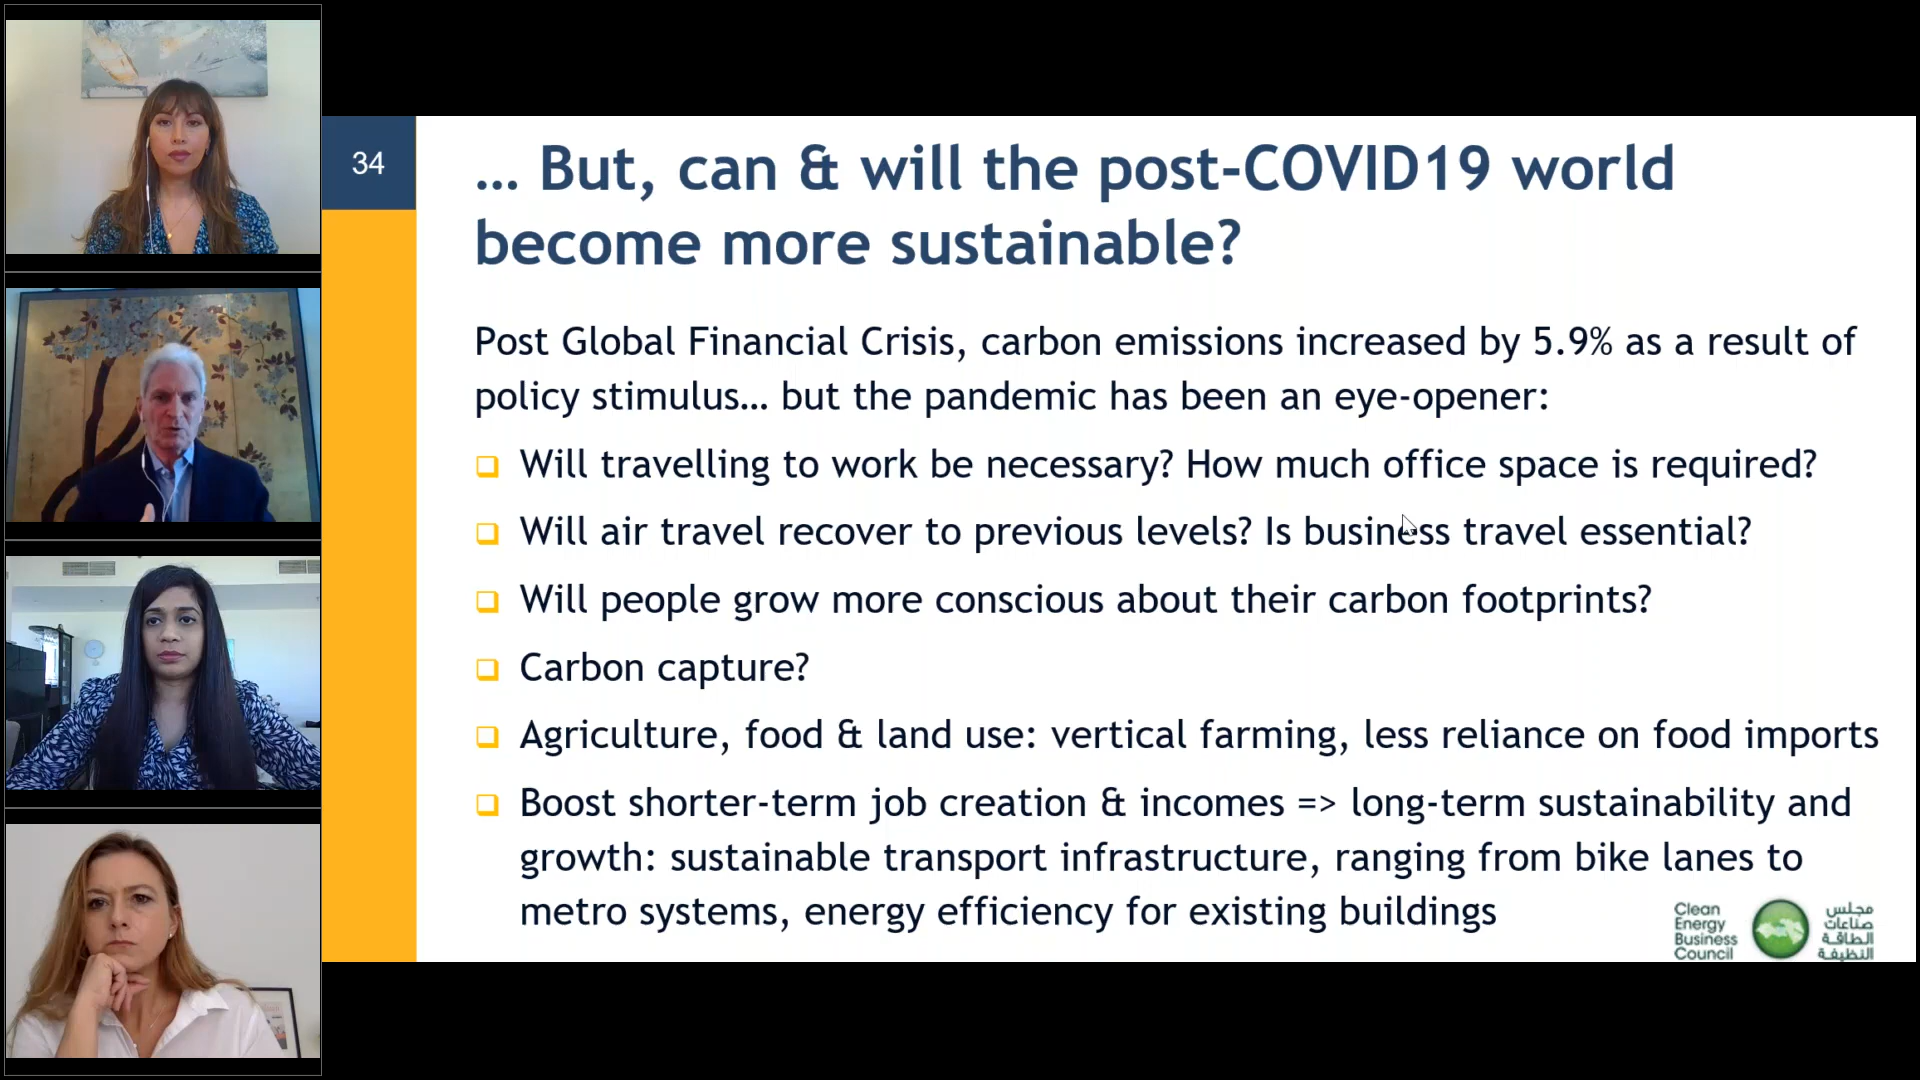 34
... But, can & will the post-COVID19 world
become more sustainable?
Post Global Financial Crisis, carbon emissions increased by 5.9% as a result of
policy stimulus... but the pandemic has been an eye-opener:
Will travelling to work be necessary? How much office space is required?
Will air travel recover to previous levels? Is business travel essential?
Will people grow more conscious about their carbon footprints?
Carbon capture?
Agriculture, food & land use: vertical farming, less reliance on food imports
Boost shorter-term job creation & incomes => long-term sustainability and
growth: sustainable transport infrastructure, ranging from bike lanes to
metro systems, energy efficiency for existing buildings
Clean
Energy
Business
Council
مجلس
صناعات
الطاقة
النظيفة